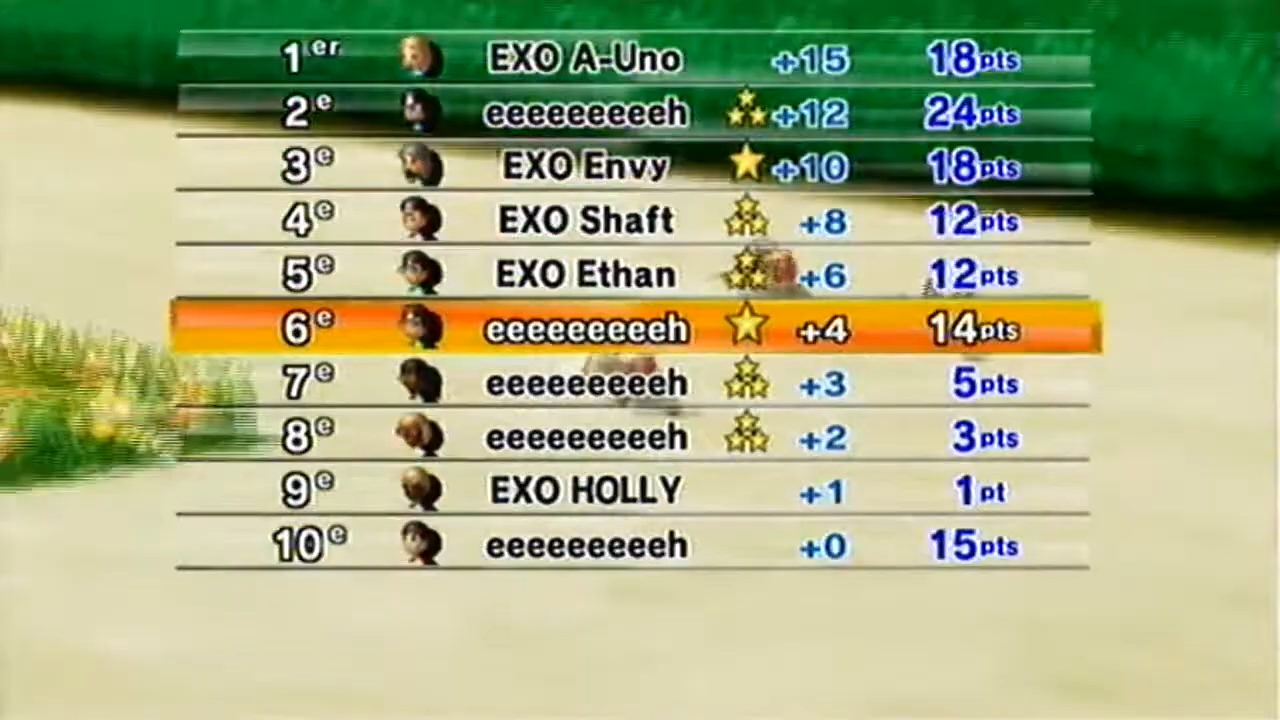 1er EXO A-Uno +15 18pts
2e eeeeeeeeeh +12 24pts
3e EXO Envy +10 18pts
4e EXO Shaft +8 12pts
5e EXO Ethan +6 12pts
6e eeeeeeeeeh +4 14pts
7e eeeeeeeeeh +3 5pts
8e eeeeeeeeeh +2 3pts
9e EXO HOLLY +1 1pt
10e eeeeeeeeeh +0 15pts